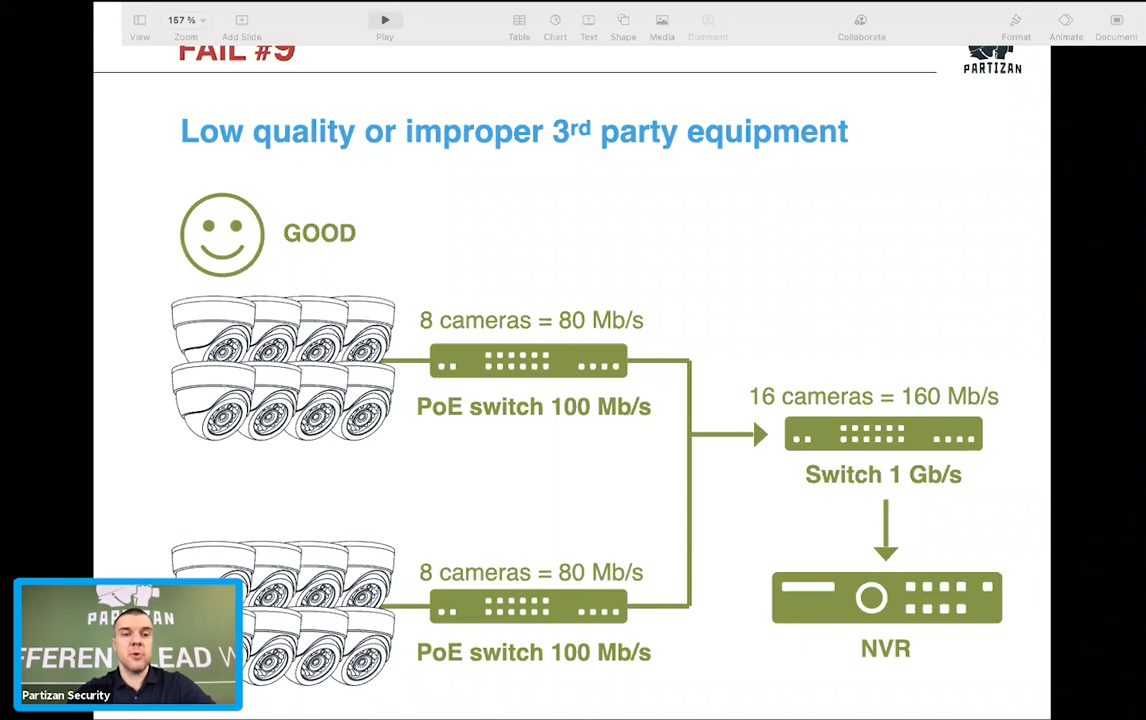 157 %
View
Zoom
Add Slide
Play
Table
Chart
Text
Shape
Media
Comment
Collaborate
Format
Animate
Document
FAIL #9
PARTIZAN
Low quality or improper 3rd party equipment
GOOD
8 cameras = 80 Mb/s
PoE switch 100 Mb/s
16 cameras = 160 Mb/s
Switch 1 Gb/s
8 cameras = 80 Mb/s
PoE switch 100 Mb/s
NVR
PARTIZAN
LEAD
Partizan Security